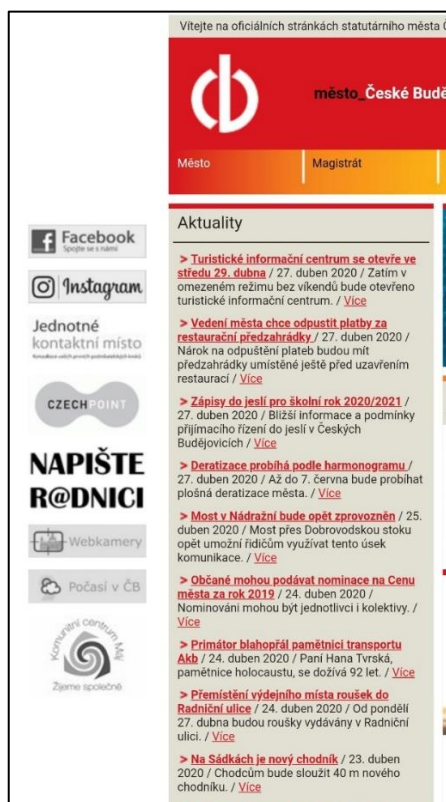 Vítejte na oficiálních stránkách statutárního města
město_České Budě
Město
Magistrát
Facebook
Spojte se s námi
Instagram
Jednotné
kontaktní místo
CZECH POINT
NAPIŠTE
R@DNICI
Webkamery
Počasí v ČB
Komunitní centrum Máj
Žijeme společně
Aktuality
> Turistické informační centrum se otevře ve
středu 29. dubna / 27. duben 2020 / Zatím v
omezeném režimu bez víkendů bude otevřeno
turistické informační centrum. / Více
> Vedení města chce odpustit platby za
restaurační předzahrádky / 27. duben 2020 /
Nárok na odpuštění plateb budou mít
předzahrádky umístěné ještě před uzavřením
restaurací / Více
> Zápisy do jeslí pro školní rok 2020/2021 /
27. duben 2020 / Bližší informace a podmínky
přijímacího řízení do jeslí v Českých
Budějovicích / Více
> Deratizace probíhá podle harmonogramu /
27. duben 2020 / Až do 7. června bude probíhat
plošná deratizace města. / Více
> Most v Nádražní bude opět zprovozněn / 25.
duben 2020 / Most přes Dobrovodskou stoku
opět umožní řidičům využívat tento úsek
komunikace. / Více
> Občané mohou podávat nominace na Cenu
města za rok 2019 / 24. duben 2020 /
Nominováni mohou být jednotlivci i kolektivy. /
Více
> Primátor blahopřál pamětnici transportu
Akb / 24. duben 2020 / Paní Hana Tvrská,
pamětnice holocaustu, se dožívá 92 let. / Více
> Přemístění výdejního místa roušek do
Radniční ulice / 24. duben 2020 / Od pondělí
27. dubna budou roušky vydávány v Radniční
ulici. / Více
> Na Sádkách je nový chodník / 23. duben
2020 / Chodcům bude sloužit 40 m nového
chodníku. / Více